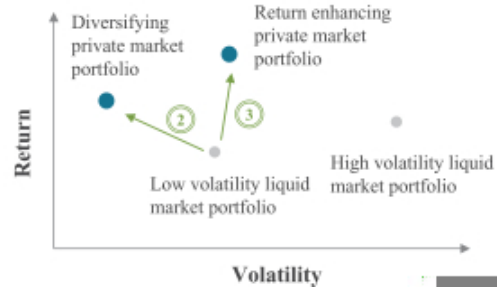 Diversifying
private market
portfolio
Return enhancing
private market
portfolio
2
3
Low volatility liquid
market portfolio
High volatility liquid
market portfolio
Return
Volatility